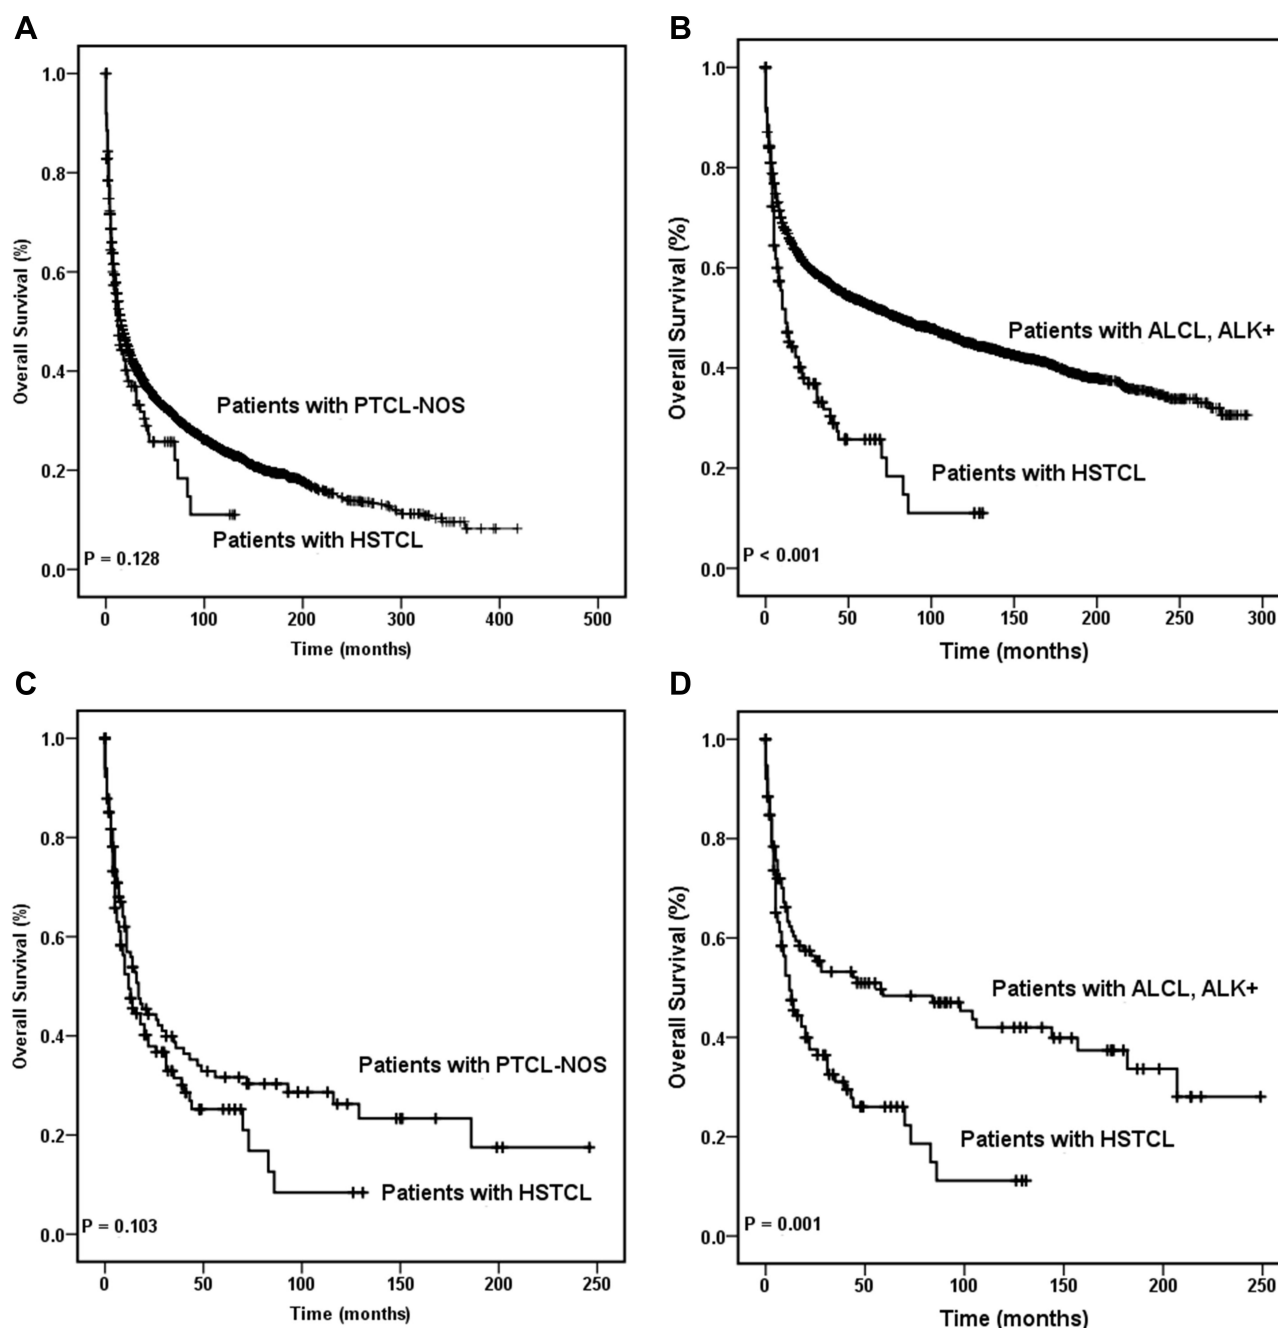 A
Overall Survival (%)
1.0
0.8
0.6
0.4
0.2
0.0
Patients with PTCL-NOS
Patients with HSTCL
P = 0.128
0 100 200 300 400 500
Time (months)
B
Overall Survival (%)
1.0
0.8
0.6
0.4
0.2
0.0
Patients with ALCL, ALK+
Patients with HSTCL
P < 0.001
0 50 100 150 200 250 300
Time (months)
C
Overall Survival (%)
1.0
0.8
0.6
0.4
0.2
0.0
Patients with PTCL-NOS
Patients with HSTCL
P = 0.103
0 50 100 150 200 250
Time (months)
D
Overall Survival (%)
1.0
0.8
0.6
0.4
0.2
0.0
Patients with ALCL, ALK+
Patients with HSTCL
P = 0.001
0 50 100 150 200 250
Time (months)